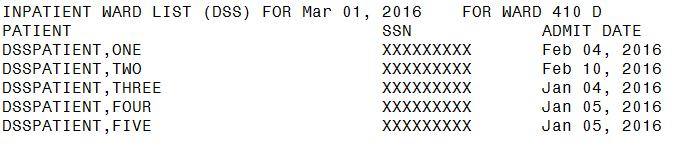 INPATIENT WARD LIST (DSS) FOR Mar 01, 2016    FOR WARD 410 D
PATIENT                               SSN             ADMIT DATE
DSSPATIENT,ONE                        XXXXXXXXX       Feb 04, 2016
DSSPATIENT,TWO                        XXXXXXXXX       Feb 10, 2016
DSSPATIENT,THREE                      XXXXXXXXX       Jan 04, 2016
DSSPATIENT,FOUR                       XXXXXXXXX       Jan 05, 2016
DSSPATIENT,FIVE                       XXXXXXXXX       Jan 05, 2016